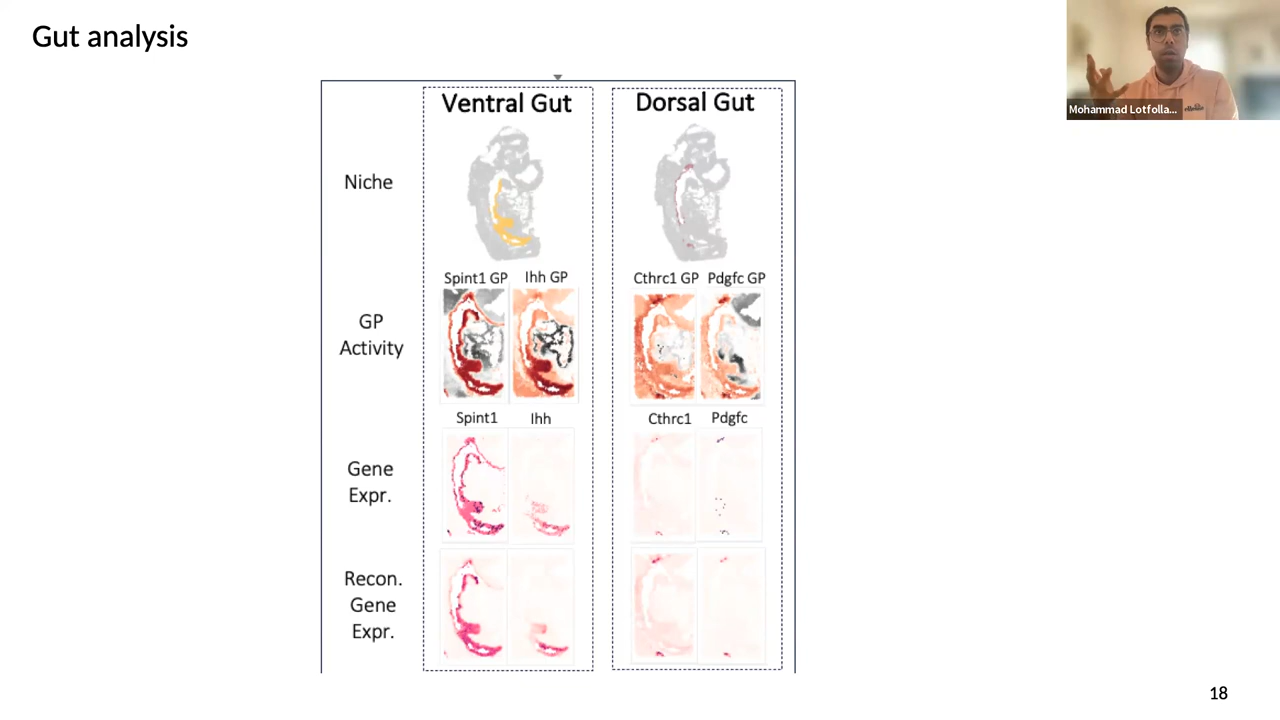 Gut analysis
Mohammad Lotfolla...
Ventral Gut
Dorsal Gut
Niche
Spint1 GP
Ihh GP
Cthrc1 GP
Pdgfc GP
GP
Activity
Spint1
Ihh
Cthrc1
Pdgfc
Gene
Expr.
Recon.
Gene
Expr.
18